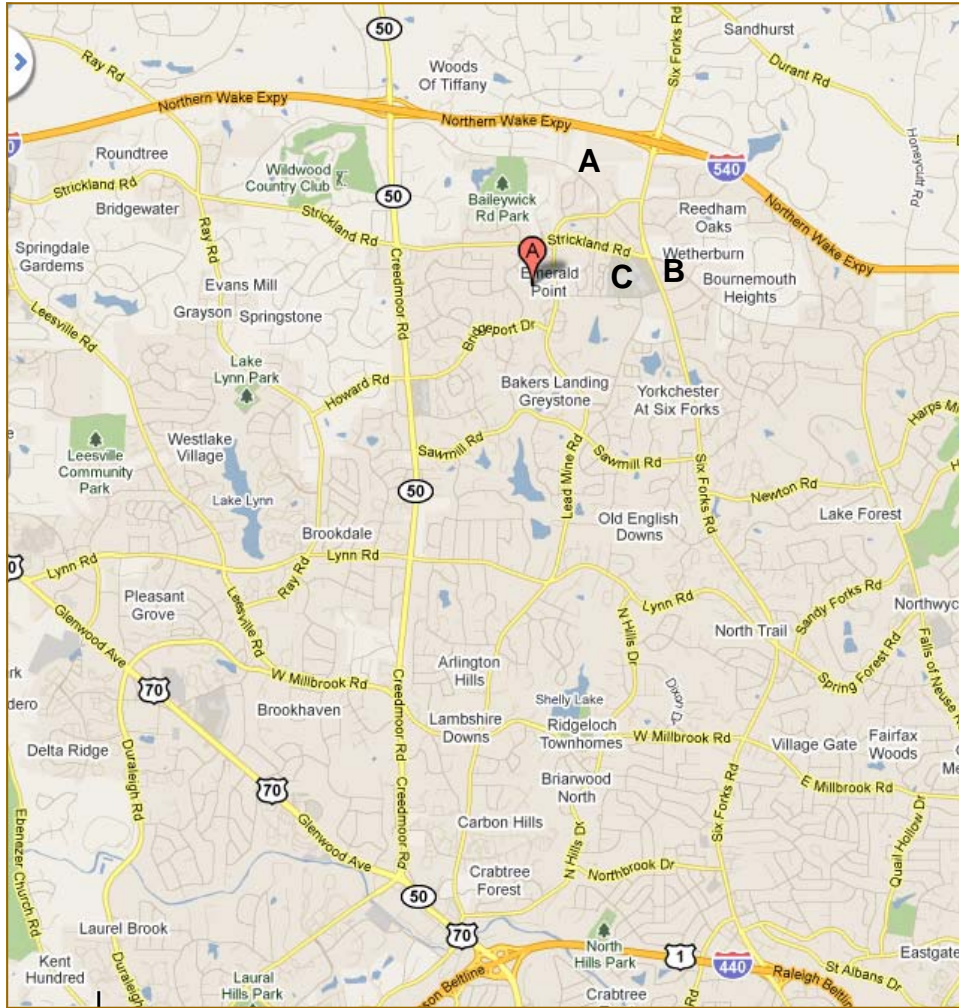 50
Six Forks Rd
Sandhurst
Ray Rd
Woods
Of Tiffany
Durant Rd
Northern Wake Expy
Northern Wake Expy
Honeycutt Rd
Roundtree
A
540
Wildwood
Country Club
Strickland Rd
Baileywick
Rd Park
50
Bridgewater
Reedham
Oaks
Northern Wake Expy
Strickland Rd
Ray Rd
Strickland Rd
Springdale
Gardens
A
Wetherburn
Creedmoor Rd
Emerald
Point
C
B
Bournemouth
Heights
Evans Mill
Grayson
Springstone
Leesville Rd
Bridgeport Dr
Lake
Lynn Park
Howard Rd
Bakers Landing
Greystone
Yorkchester
At Six Forks
Westlake
Village
Sawmill Rd
Sawmill Rd
Leesville
Community
Park
Lead Mine Rd
Six Forks Rd
50
Newton Rd
Lake Lynn
Old English
Downs
Lake Forest
Brookdale
Lynn Rd
Lynn Rd
Ray Rd
Pleasant
Grove
Leesville Rd
Lynn Rd
Sandy Forks Rd
Glenwood Ave
N Hills Dr
North Trail
Spring Forest Rd
Arlington
Hills
W Millbrook Rd
70
Creedmoor Rd
Shelly Lake
Brookhaven
Lambshire
Downs
Ridgeloch
Townhomes
W Millbrook Rd
Village Gate
Fairfax
Woods
Delta Ridge
Duraleigh Rd
Briarwood
North
E Millbrook Rd
70
Creedmoor Rd
Six Forks Rd
Ebenezer Church Rd
Carbon Hills
Quail Hollow Dr
Glenwood Ave
N Hills Dr
Northbrook Dr
Crabtree
Forest
50
Laurel Brook
70
North
Hills Park
1
Eastgate
Kent
Hundred
440
St Albans Dr
Laural
Hills Park
Crabtree
Raleigh Beltline